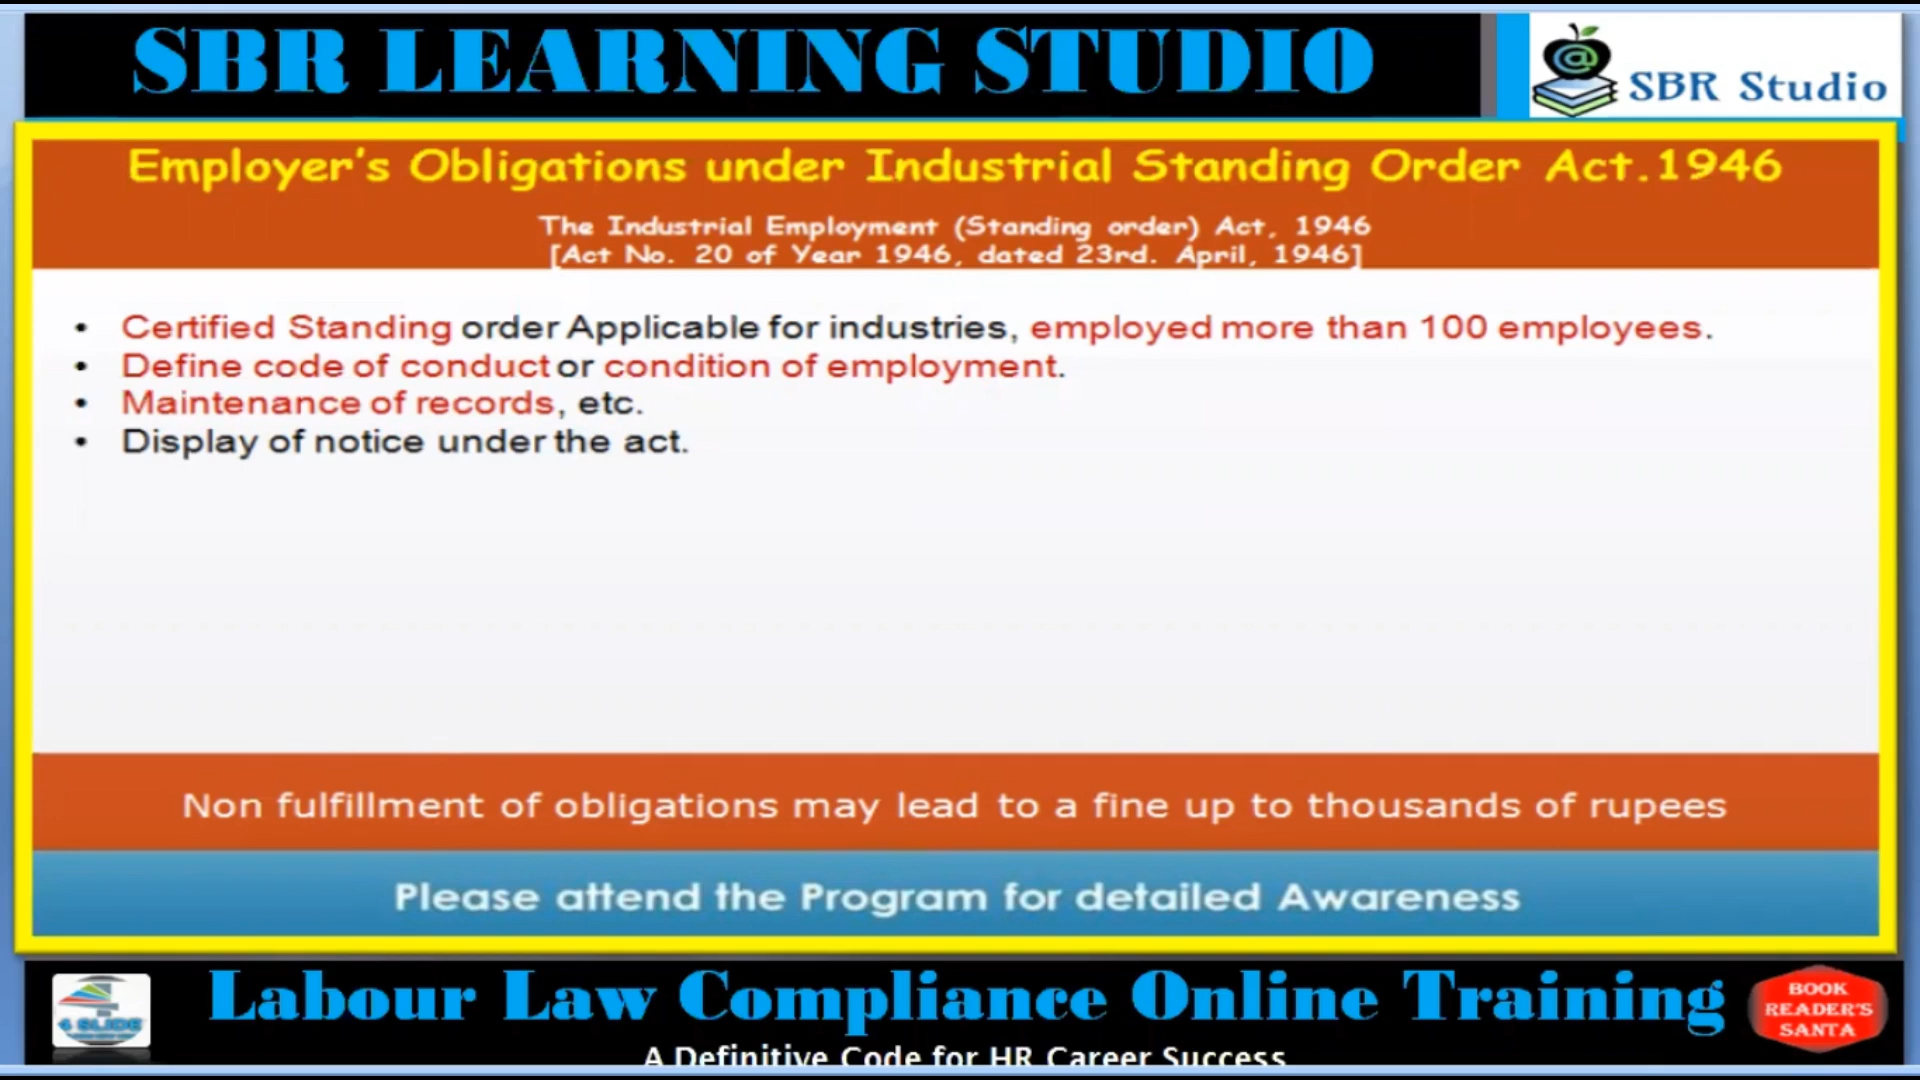 SBR LEARNING STUDIO
@
SBR Studio
Employer's Obligations under Industrial Standing Order Act.1946
The Industrial Employment (Standing order) Act, 1946
[Act No. 20 of Year 1946, dated 23rd. April, 1946]
• Certified Standing order Applicable for industries, employed more than 100 employees.
• Define code of conduct or condition of employment.
• Maintenance of records, etc.
• Display of notice under the act.
Non fulfillment of obligations may lead to a fine up to thousands of rupees
Please attend the Program for detailed Awareness
4 SLIDE
Labour Law Compliance Online Training
BOOK
READER'S
SANTA
A Definitive Code for HR Career Success